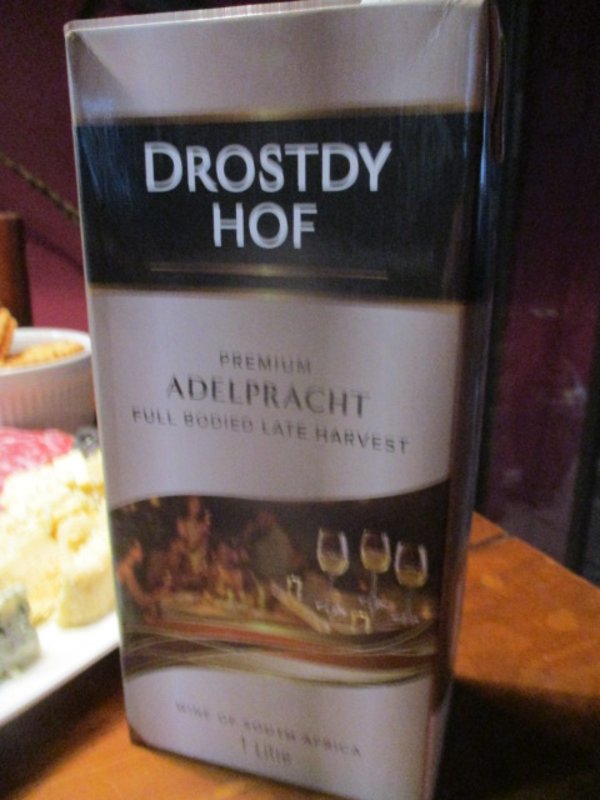 DROSTDY
HOF
PREMIUM
ADELPRACHT
FULL BODIED LATE HARVEST
WINE OF SOUTH AFRICA
1 Litre